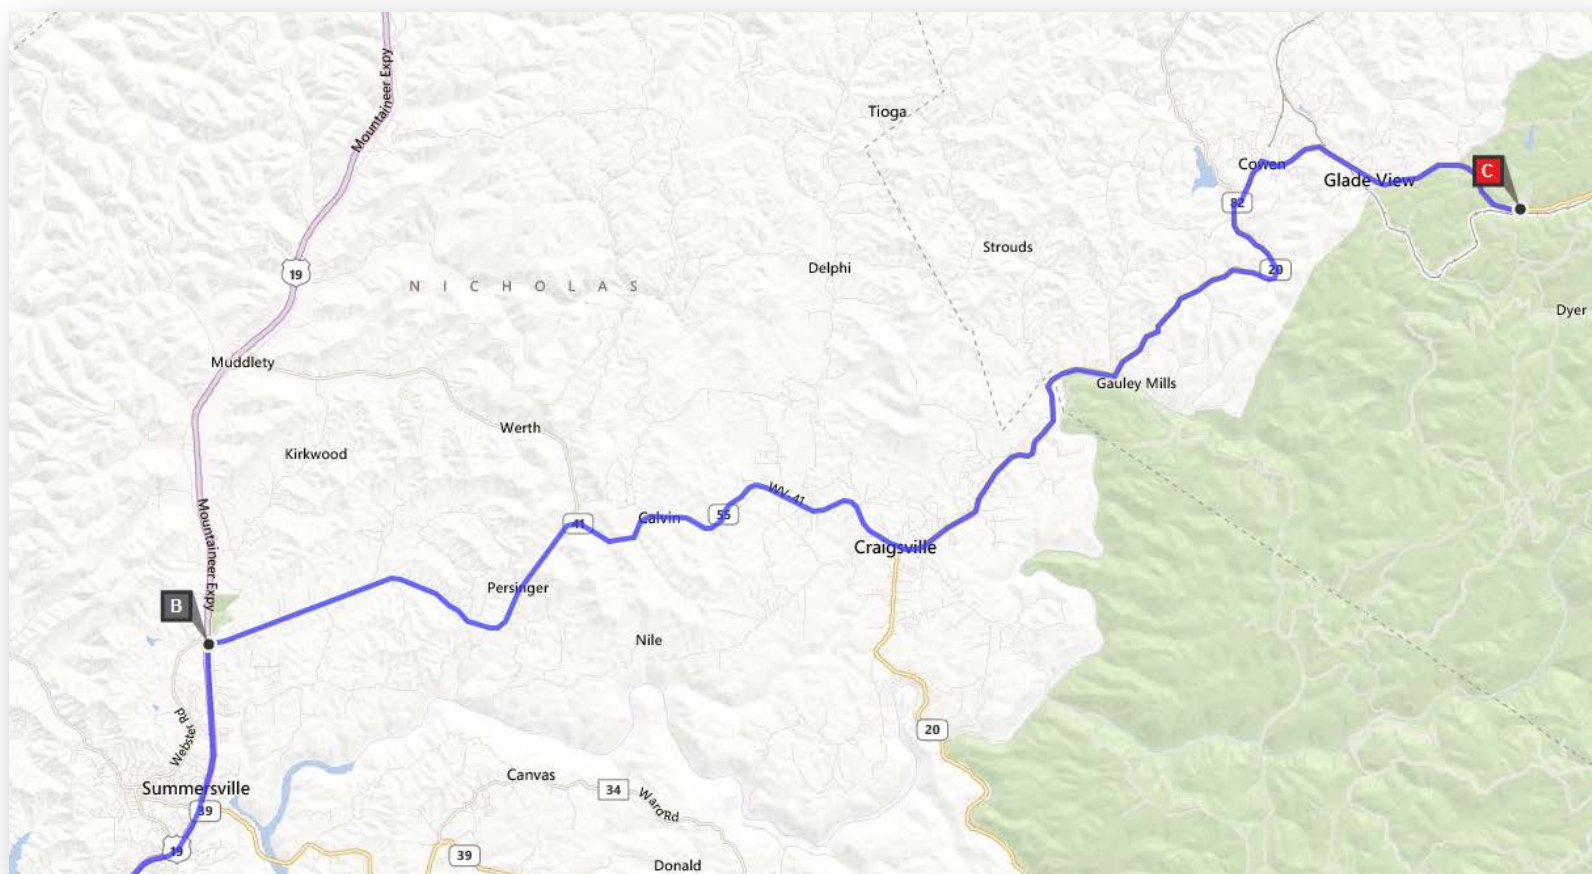 Mountaineer Expy
Tioga
Cowen
Glade View
C
82
Strouds
19
Delphi
20
NICHOLAS
Dyer
Muddlety
Gauley Mills
Werth
Kirkwood
WV-41
Mountaineer Expy
41
Calvin
55
Craigsville
Persinger
B
Nile
Webster Rd
20
Canvas
Summersville
34
Ward Rd
39
19
39
Donald